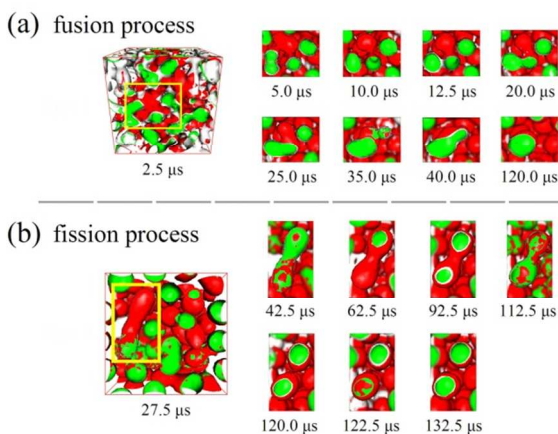 (a) fusion process
5.0 μs 10.0 μs 12.5 μs 20.0 μs
2.5 μs
25.0 μs 35.0 μs 40.0 μs 120.0 μs
(b) fission process
42.5 μs 62.5 μs 92.5 μs 112.5 μs
27.5 μs
120.0 μs 122.5 μs 132.5 μs